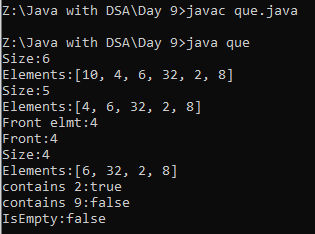 Z:\Java with DSA\Day 9>javac que.java
Z:\Java with DSA\Day 9>java que
Size:6
Elements:[10, 4, 6, 32, 2, 8]
Size:5
Elements:[4, 6, 32, 2, 8]
Front elmt:4
Front:4
Size:4
Elements:[6, 32, 2, 8]
contains 2:true
contains 9:false
IsEmpty:false